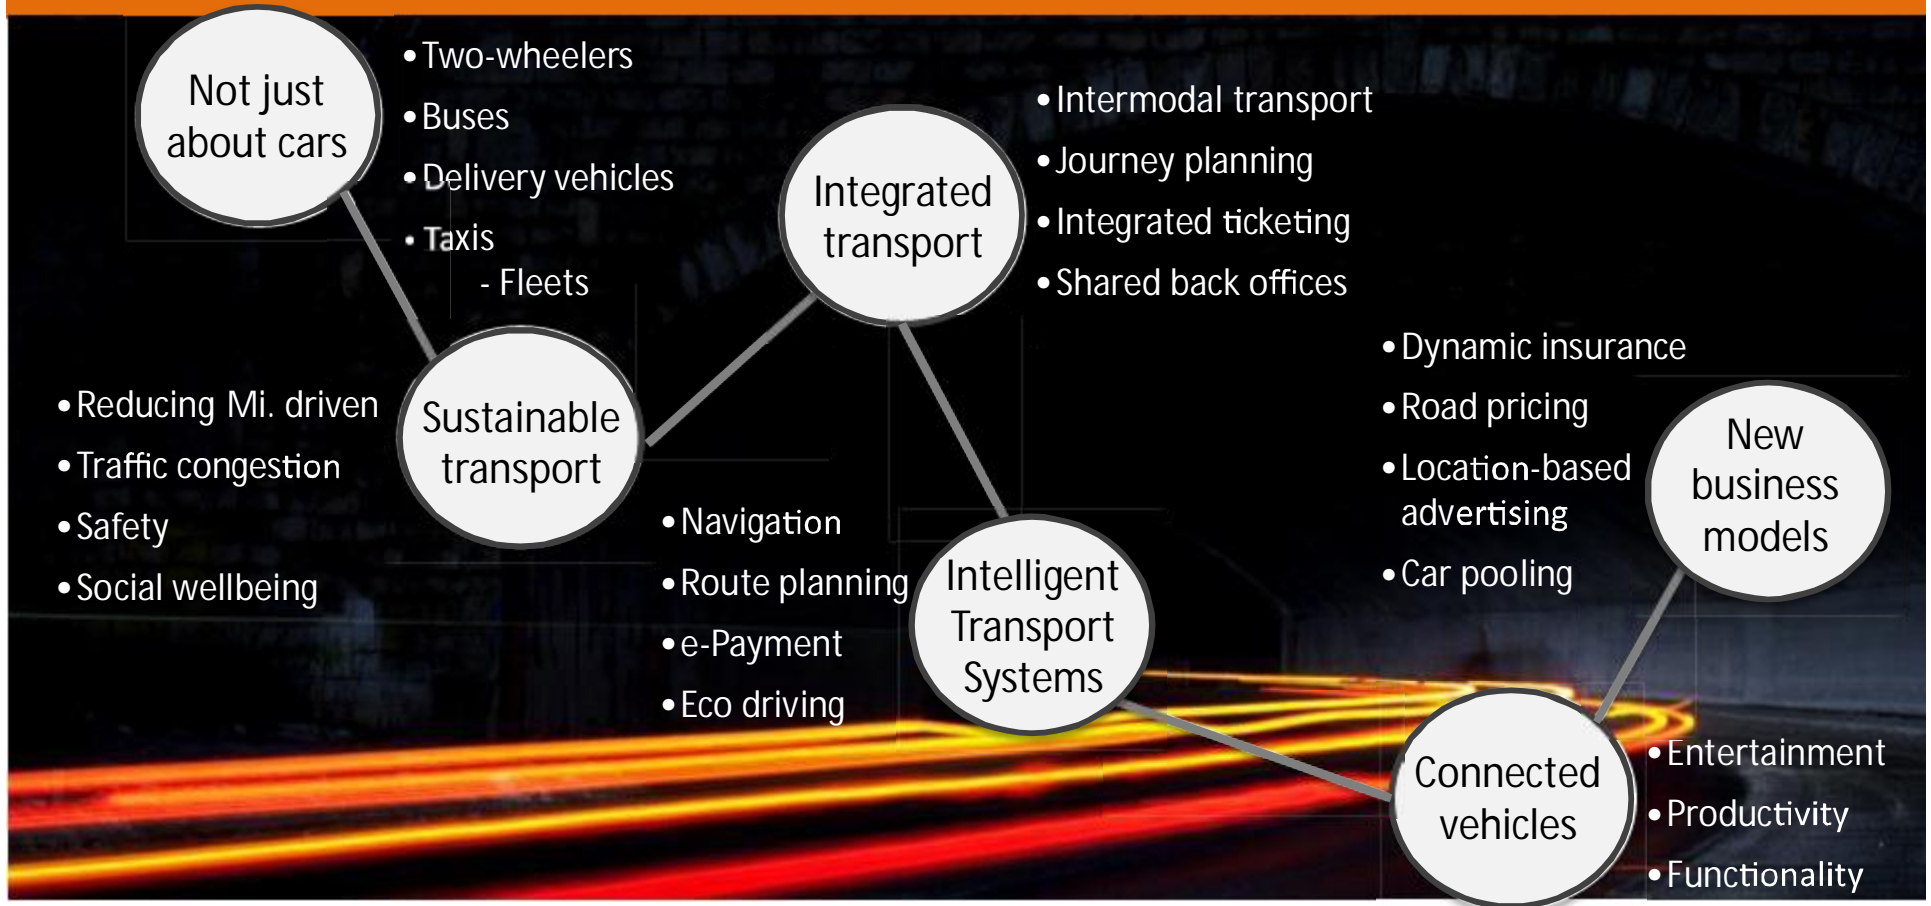 Not just
about cars
•Two-wheelers
•Buses
•Delivery vehicles
•Taxis
- Fleets
Sustainable
transport
•Reducing Mi. driven
•Traffic congestion
•Safety
•Social wellbeing
Integrated
transport
•Intermodal transport
•Journey planning
•Integrated ticketing
•Shared back offices
Intelligent
Transport
Systems
•Navigation
•Route planning
•e-Payment
•Eco driving
Connected
vehicles
•Entertainment
•Productivity
•Functionality
New
business
models
•Dynamic insurance
•Road pricing
•Location-based
advertising
•Car pooling